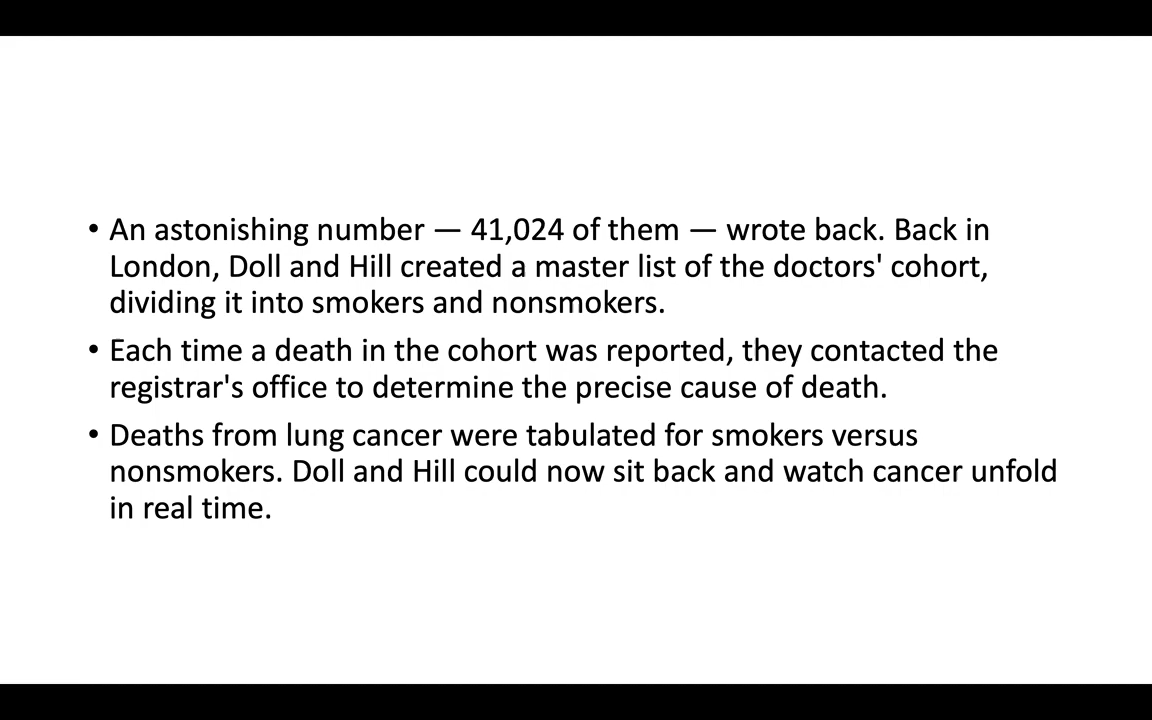 • An astonishing number — 41,024 of them — wrote back. Back in
London, Doll and Hill created a master list of the doctors' cohort,
dividing it into smokers and nonsmokers.
• Each time a death in the cohort was reported, they contacted the
registrar's office to determine the precise cause of death.
• Deaths from lung cancer were tabulated for smokers versus
nonsmokers. Doll and Hill could now sit back and watch cancer unfold
in real time.